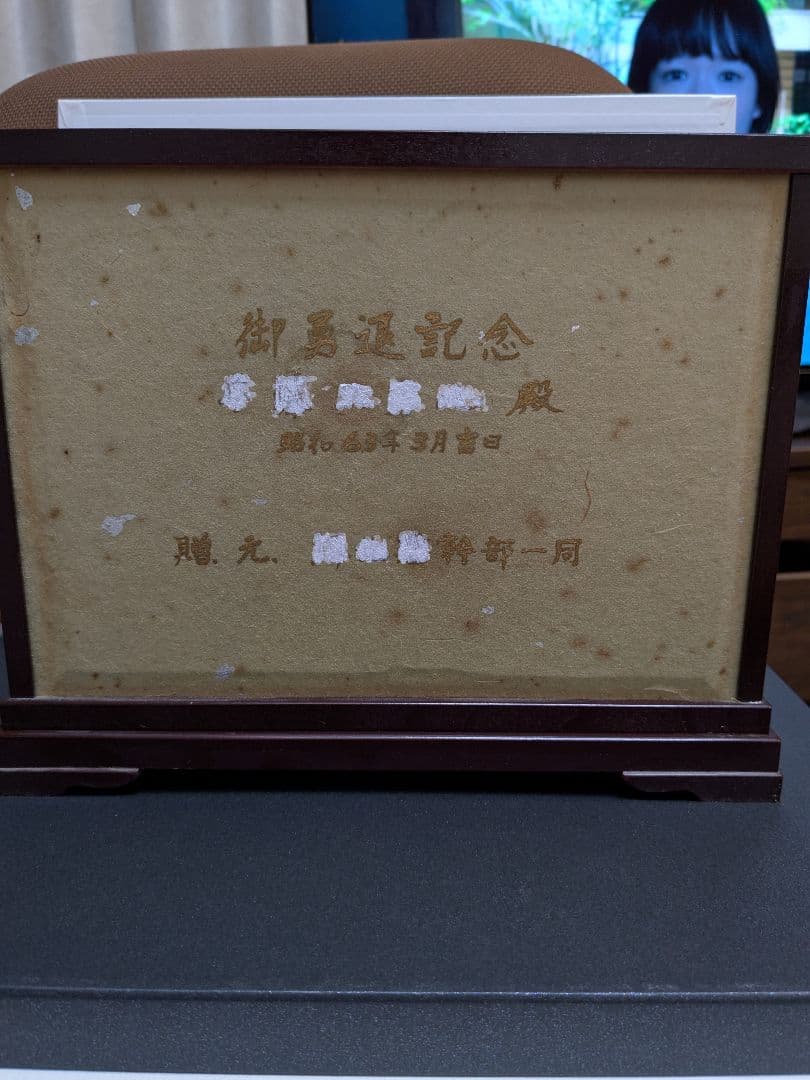 御勇退記念
殿
昭和63年3月吉日
贈.元. 幹部一同